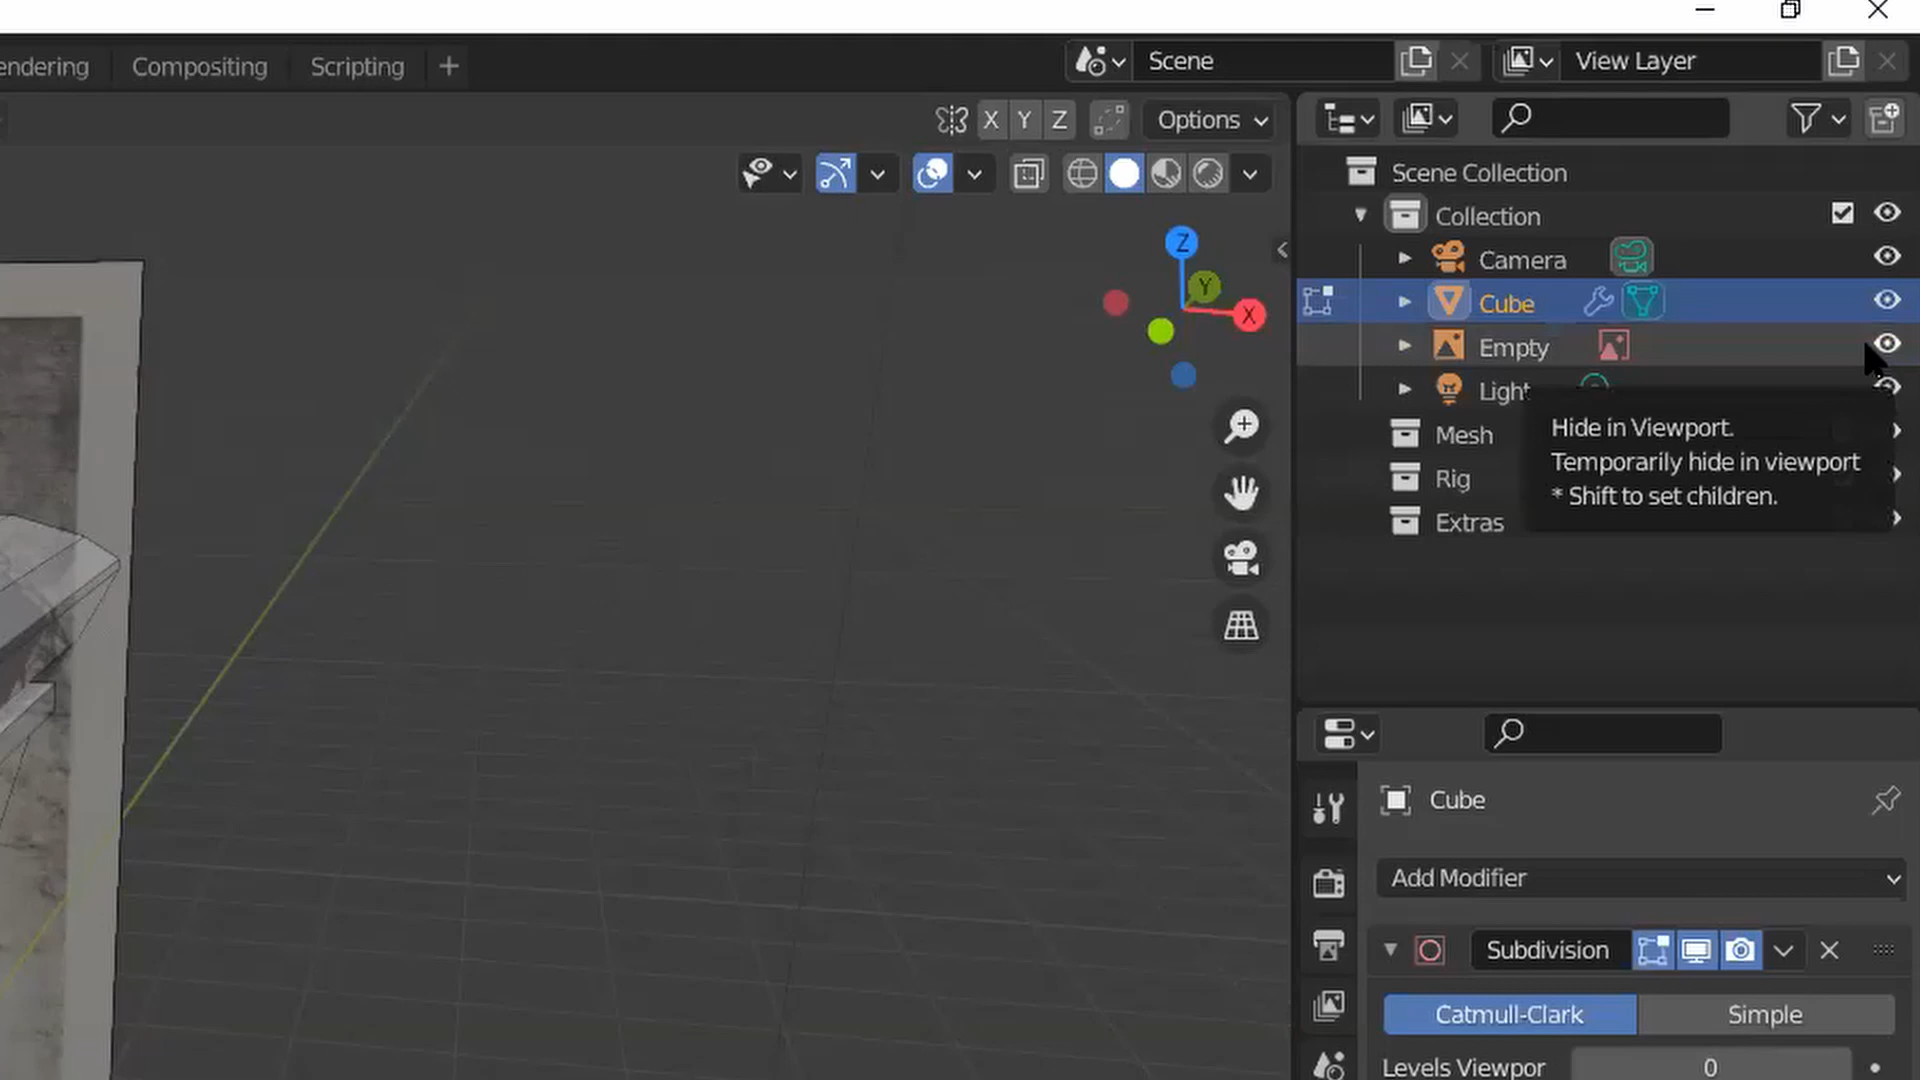 endering Compositing Scripting +
Scene View Layer
X Y Z Options
Scene Collection
Collection
Camera
Cube
Empty
Light
Mesh
Rig
Extras
Hide in Viewport.
Temporarily hide in viewport
* Shift to set children.
Z
Y
X
Cube
Add Modifier
Subdivision
Catmull-Clark Simple
Levels Viewpor 0